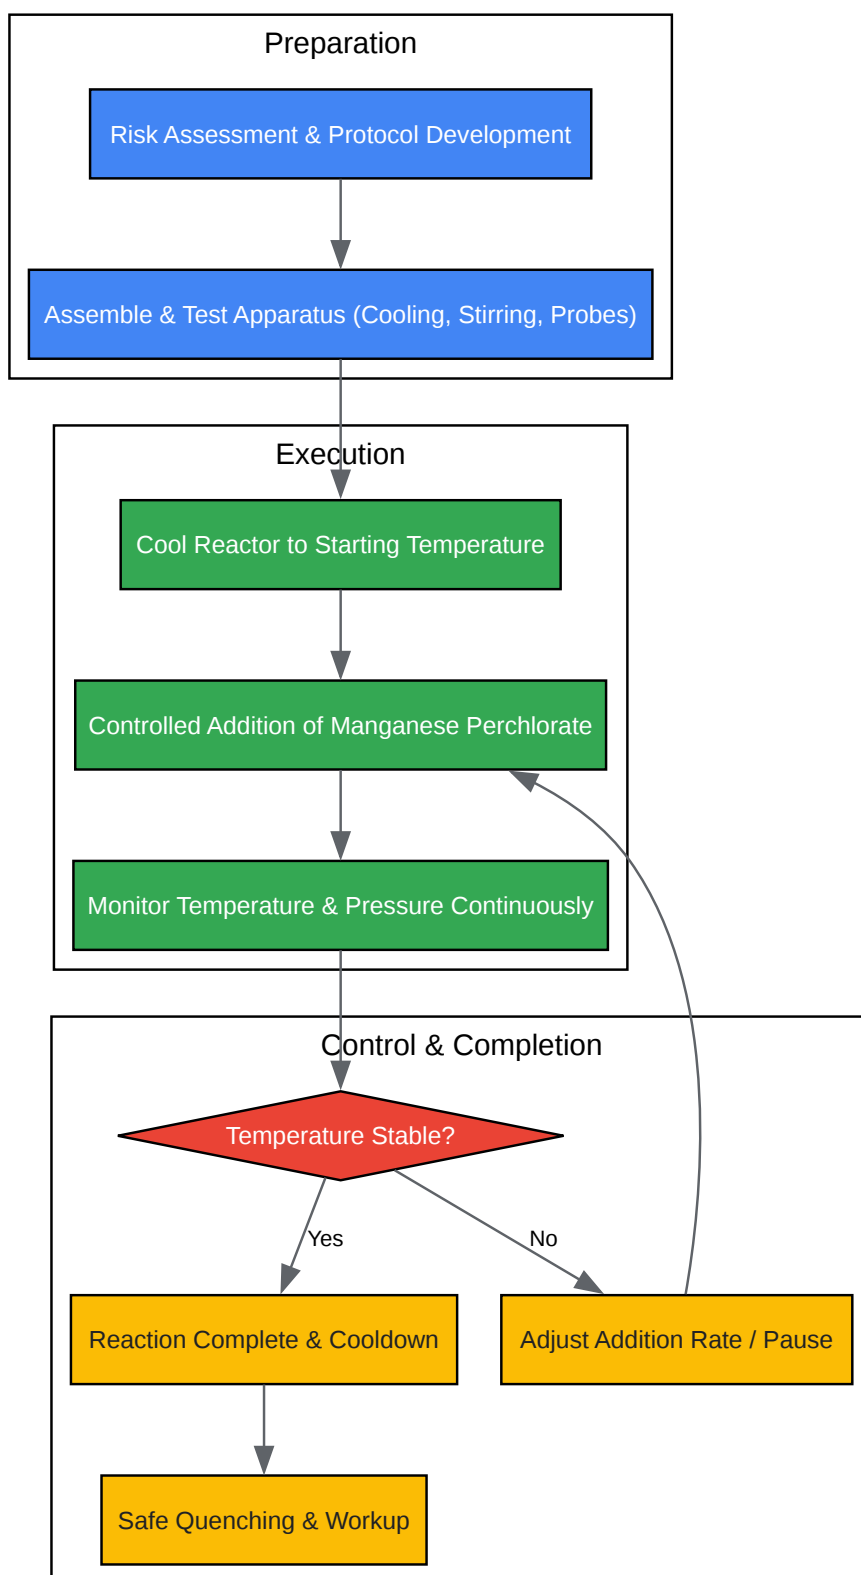 Preparation
Risk Assessment & Protocol Development
Assemble & Test Apparatus (Cooling, Stirring, Probes)
Execution
Cool Reactor to Starting Temperature
Controlled Addition of Manganese Perchlorate
Monitor Temperature & Pressure Continuously
Control & Completion
Temperature Stable?
Yes
No
Reaction Complete & Cooldown
Adjust Addition Rate / Pause
Safe Quenching & Workup